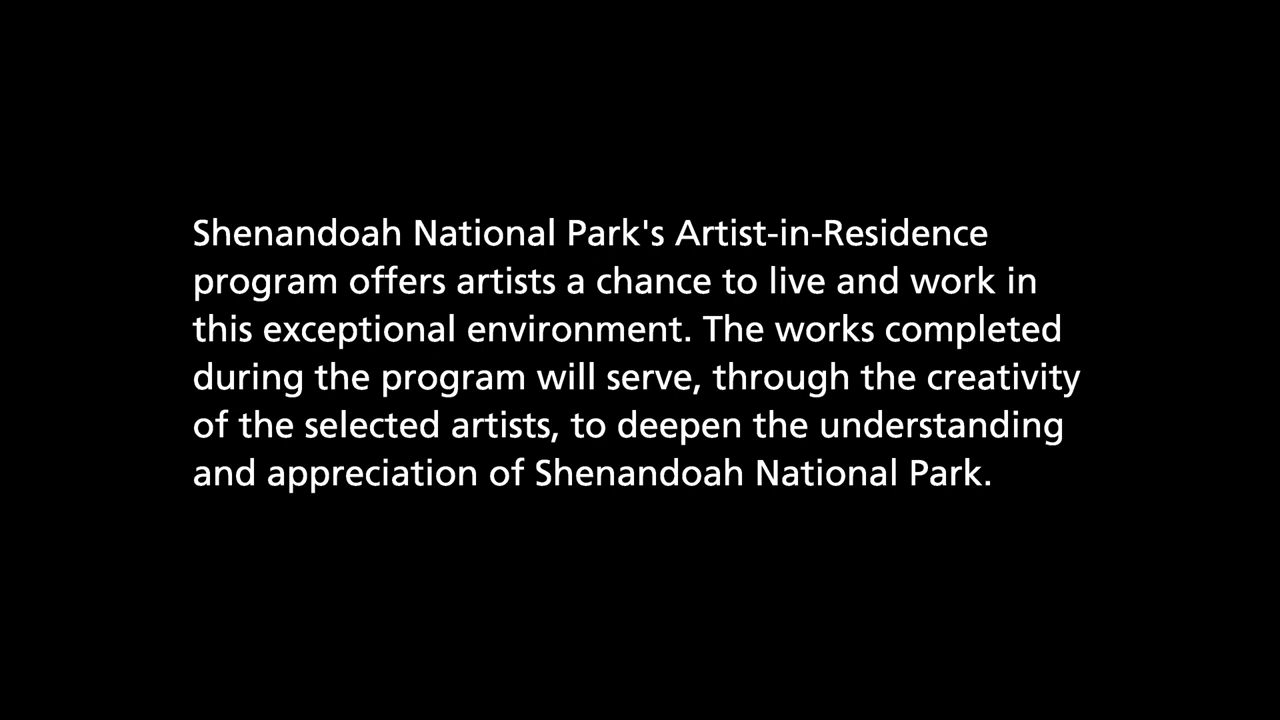 Shenandoah National Park's Artist-in-Residence
program offers artists a chance to live and work in
this exceptional environment. The works completed
during the program will serve, through the creativity
of the selected artists, to deepen the understanding
and appreciation of Shenandoah National Park.